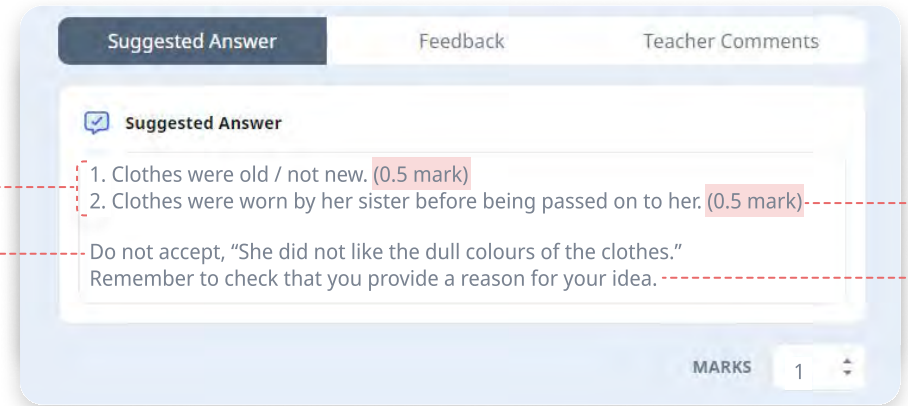 Suggested Answer
Feedback
Teacher Comments
Suggested Answer
1. Clothes were old / not new. (0.5 mark)
2. Clothes were worn by her sister before being passed on to her. (0.5 mark)
Do not accept, “She did not like the dull colours of the clothes.”
Remember to check that you provide a reason for your idea.
MARKS 1